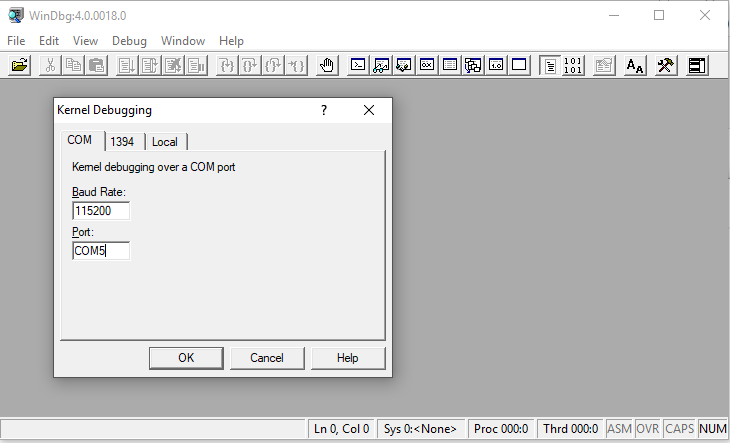 WinDbg:4.0.0018.0
File Edit View Debug Window Help
Kernel Debugging ?
COM 1394 Local
Kernel debugging over a COM port
Baud Rate:
115200
Port:
COM5
OK Cancel Help
Ln 0, Col 0 Sys 0:<None> Proc 000:0 Thrd 000:0 ASM OVR CAPS NUM